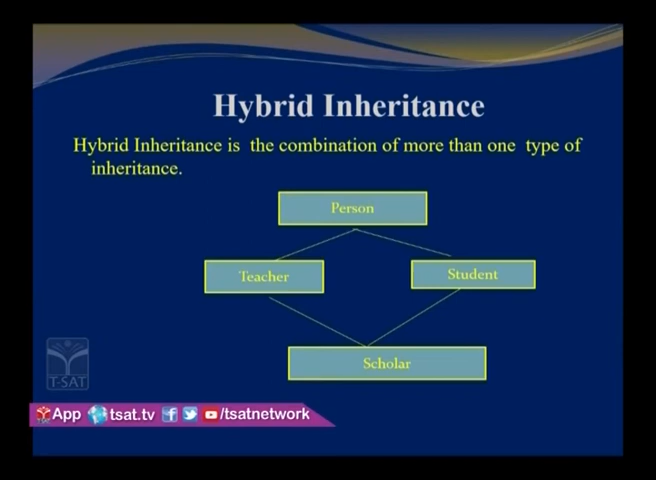 Hybrid Inheritance
Hybrid Inheritance is the combination of more than one type of
inheritance.
Person
Teacher
Student
Scholar
T-SAT
App tsat.tv /tsatnetwork